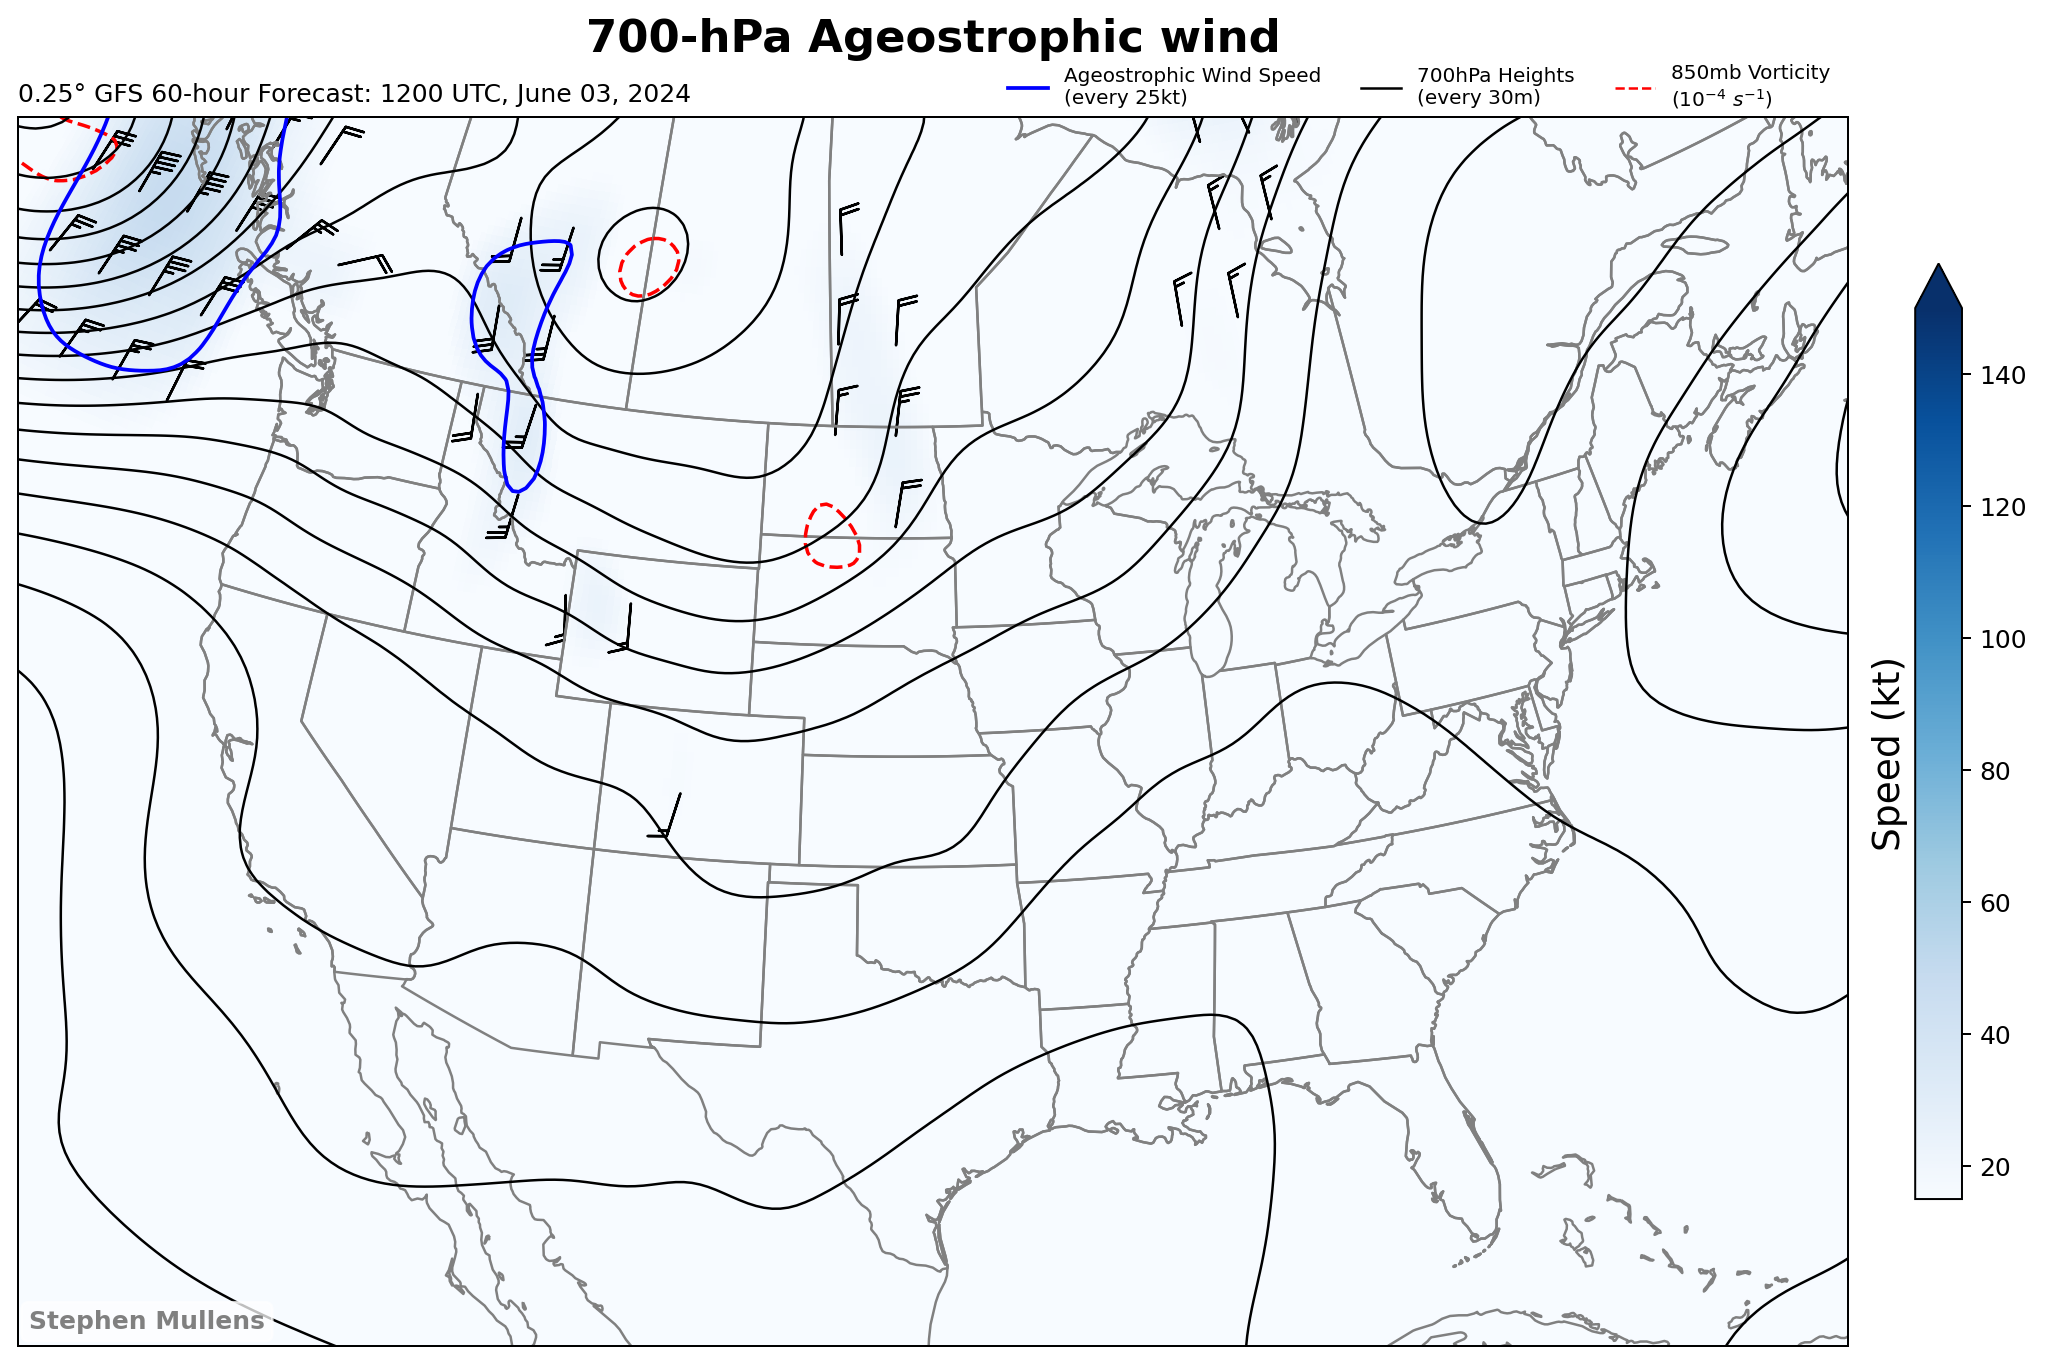 700-hPa Ageostrophic wind
0.25° GFS 60-hour Forecast: 1200 UTC, June 03, 2024
Ageostrophic Wind Speed
(every 25kt)
700hPa Heights
(every 30m)
850mb Vorticity
(10⁻⁴ s⁻¹)
140
120
100
80
60
40
20
Speed (kt)
Stephen Mullens